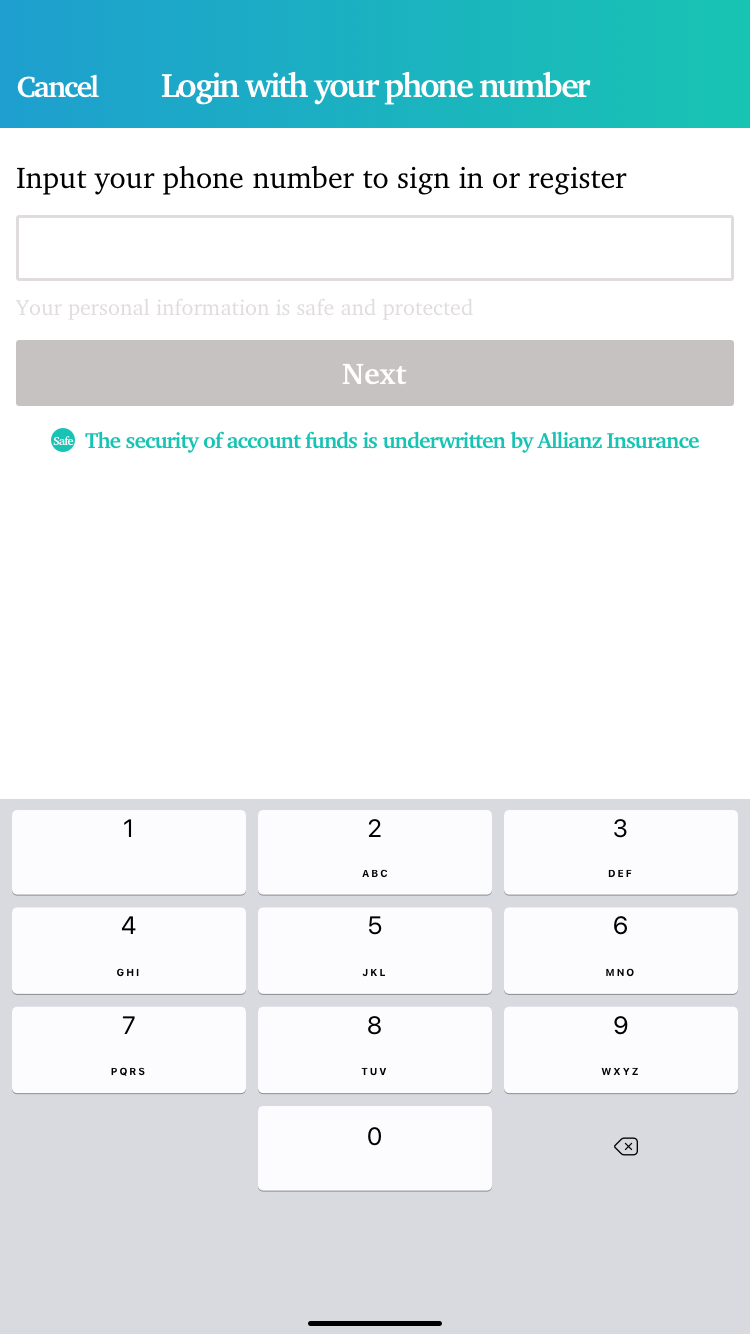 Cancel Login with your phone number
Input your phone number to sign in or register
Your personal information is safe and protected
Next
Safe The security of account funds is underwritten by Allianz Insurance
1 2 3
ABC DEF
4 5 6
GHI JKL MNO
7 8 9
PQRS TUV WXYZ
0